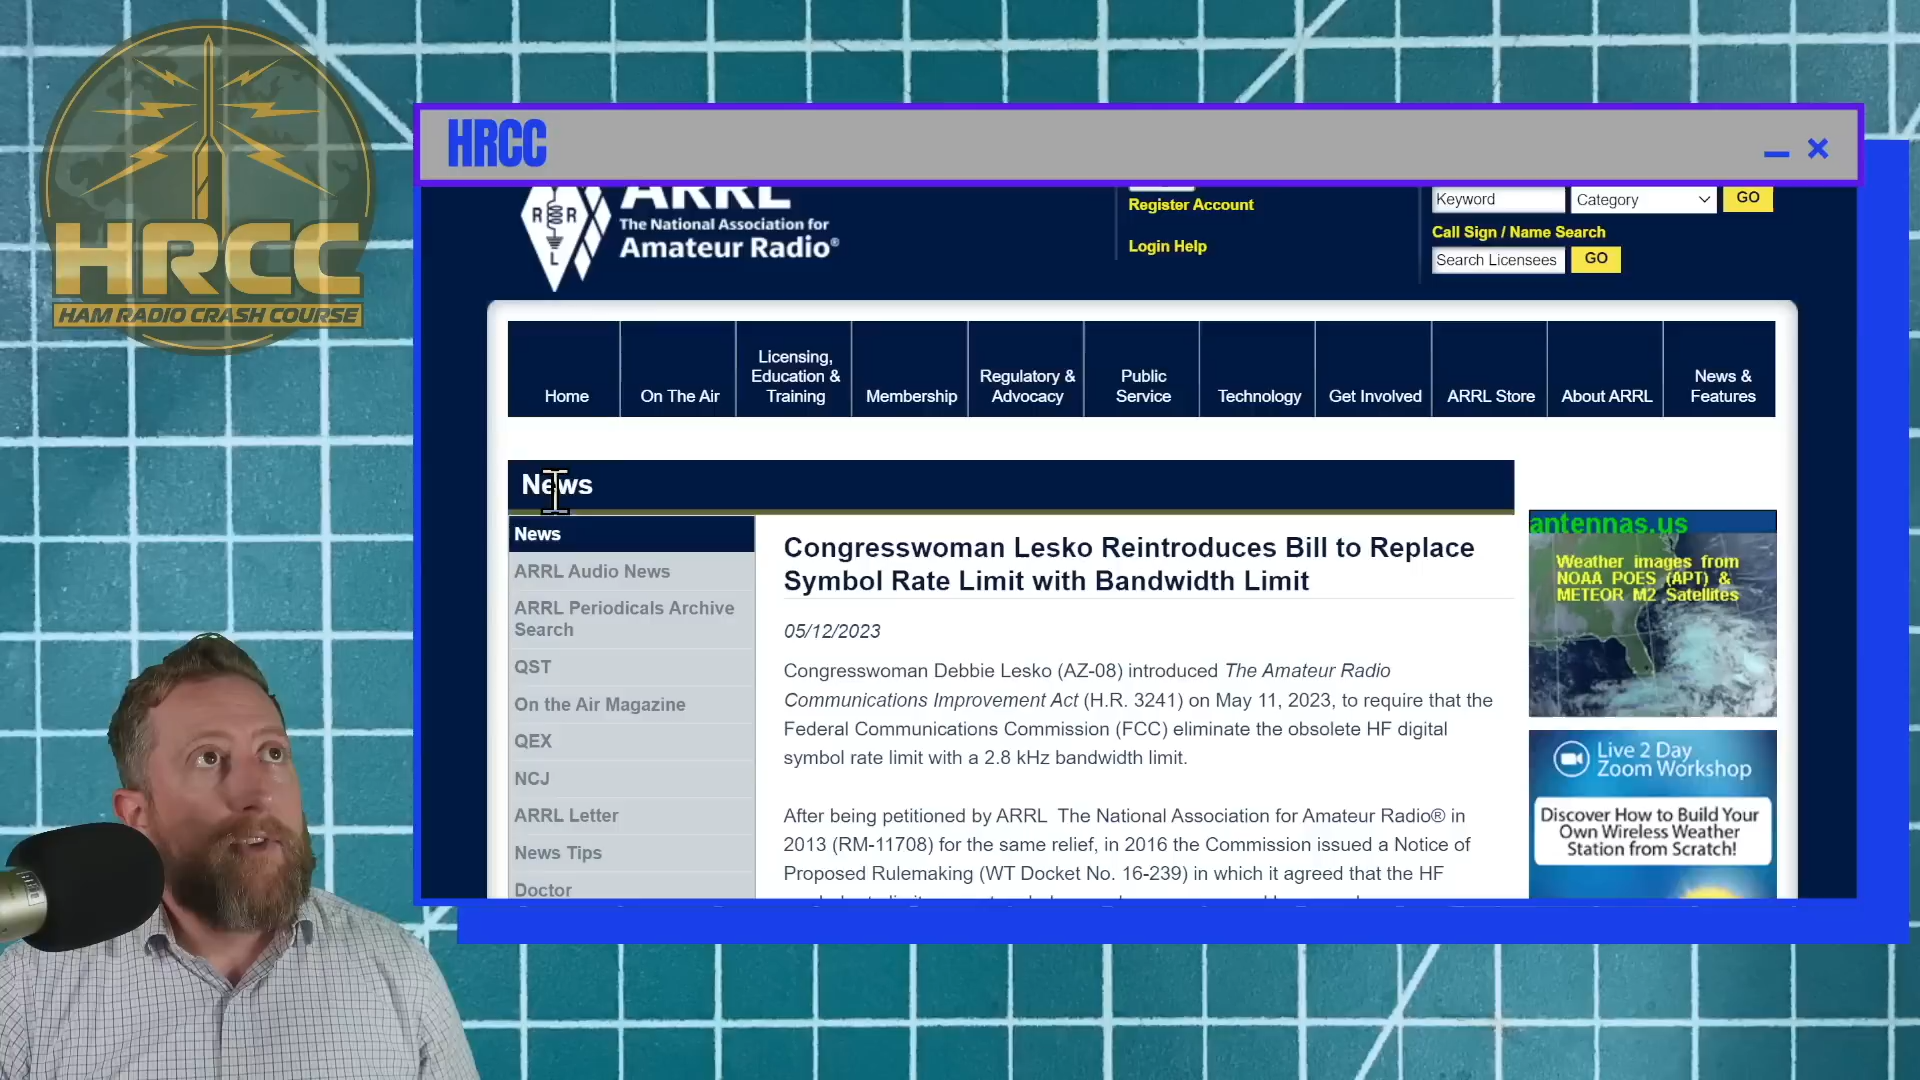 HRCC
HAM RADIO CRASH COURSE
HRCC
ARRL
The National Association for
Amateur Radio®
R R
L
Register Account
Login Help
Keyword
Category
GO
Call Sign / Name Search
Search Licensees
GO
Home
On The Air
Licensing,
Education &
Training
Membership
Regulatory &
Advocacy
Public
Service
Technology
Get Involved
ARRL Store
About ARRL
News &
Features
News
News
ARRL Audio News
ARRL Periodicals Archive
Search
QST
On the Air Magazine
QEX
NCJ
ARRL Letter
News Tips
Doctor
Congresswoman Lesko Reintroduces Bill to Replace
Symbol Rate Limit with Bandwidth Limit
05/12/2023
Congresswoman Debbie Lesko (AZ-08) introduced The Amateur Radio
Communications Improvement Act (H.R. 3241) on May 11, 2023, to require that the
Federal Communications Commission (FCC) eliminate the obsolete HF digital
symbol rate limit with a 2.8 kHz bandwidth limit.
After being petitioned by ARRL The National Association for Amateur Radio® in
2013 (RM-11708) for the same relief, in 2016 the Commission issued a Notice of
Proposed Rulemaking (WT Docket No. 16-239) in which it agreed that the HF
antennas.us
Weather images from
NOAA POES (APT) &
METEOR M2 Satellites
Live 2 Day
Zoom Workshop
Discover How to Build Your
Own Wireless Weather
Station from Scratch!